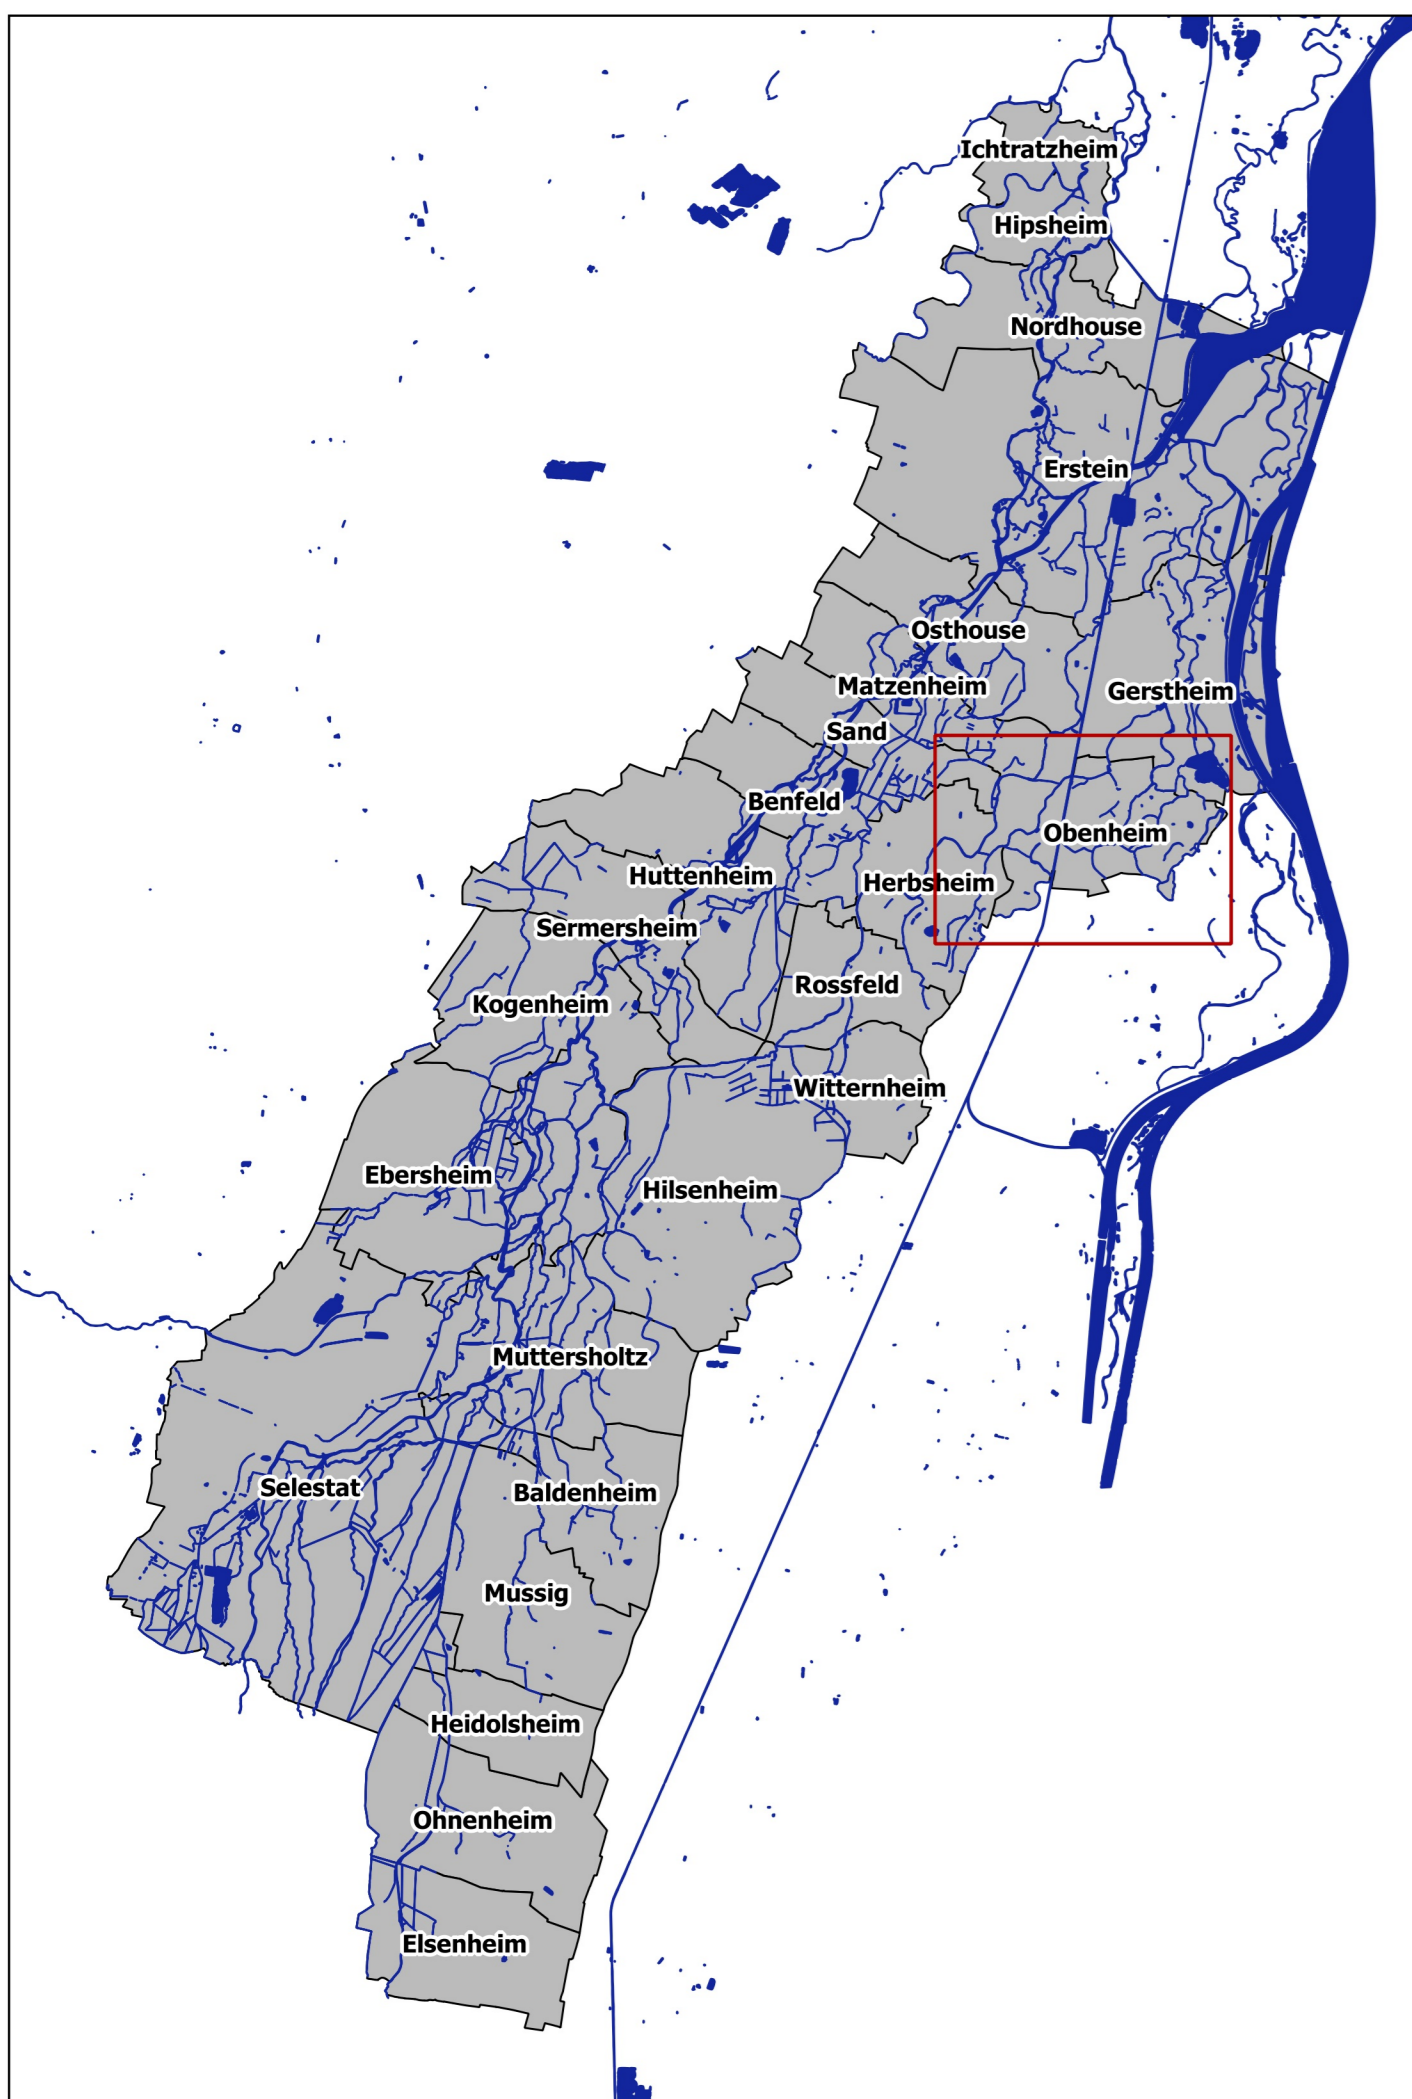 Ichtratzheim
Hipsheim
Nordhouse
Erstein
Osthouse
Matzenheim
Gerstheim
Sand
Benfeld
Obenheim
Huttenheim
Herbsheim
Sermersheim
Rossfeld
Kogenheim
Witternheim
Ebersheim
Hilsenheim
Muttersholtz
Selestat
Baldenheim
Mussig
Heidolsheim
Ohnenheim
Elsenheim